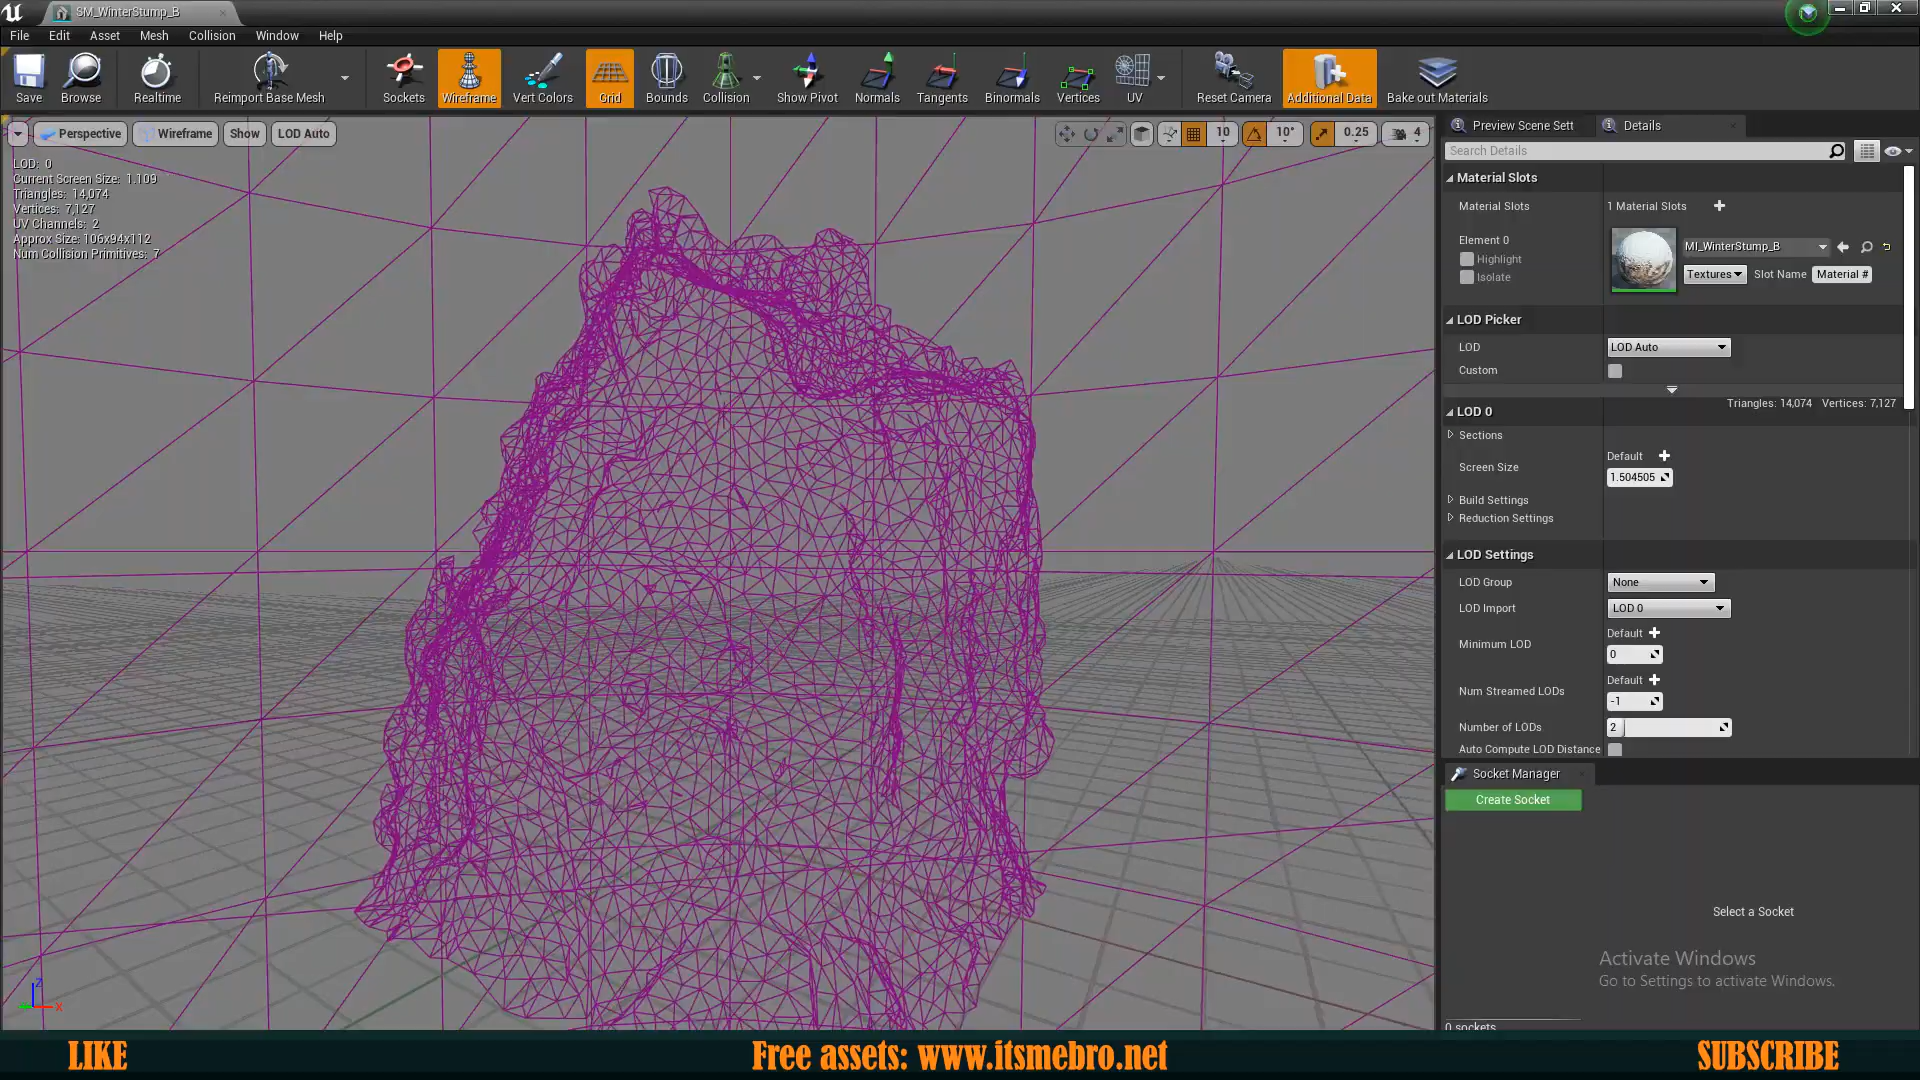 SM_WinterStump_B
File Edit Asset Mesh Collision Window Help
Save Browse Realtime Reimport Base Mesh Sockets Wireframe Vert Colors Grid Bounds Collision Show Pivot Normals Tangents Binormals Vertices UV Reset Camera Additional Data Bake out Materials
Perspective Wireframe Show LOD Auto 10 10° 0.25 4
LOD: 0
Current Screen Size: 1.109
Triangles: 14,074
Vertices: 7,127
UV Channels: 2
Approx Size: 106x94x112
Num Collision Primitives: 7
Z
X
Preview Scene Sett Details
Search Details
Material Slots
Material Slots 1 Material Slots
Element 0 MI_WinterStump_B
Highlight
Isolate Textures Slot Name Material #
LOD Picker
LOD LOD Auto
Custom
Triangles: 14,074 Vertices: 7,127
LOD 0
Sections
Default
Screen Size 1.504505
Build Settings
Reduction Settings
LOD Settings
LOD Group None
LOD Import LOD 0
Default
Minimum LOD 0
Default
Num Streamed LODs -1
Number of LODs 2
Auto Compute LOD Distance
Socket Manager
Create Socket
Select a Socket
Activate Windows
Go to Settings to activate Windows.
0 sockets
LIKE Free assets: www.itsmebro.net SUBSCRIBE